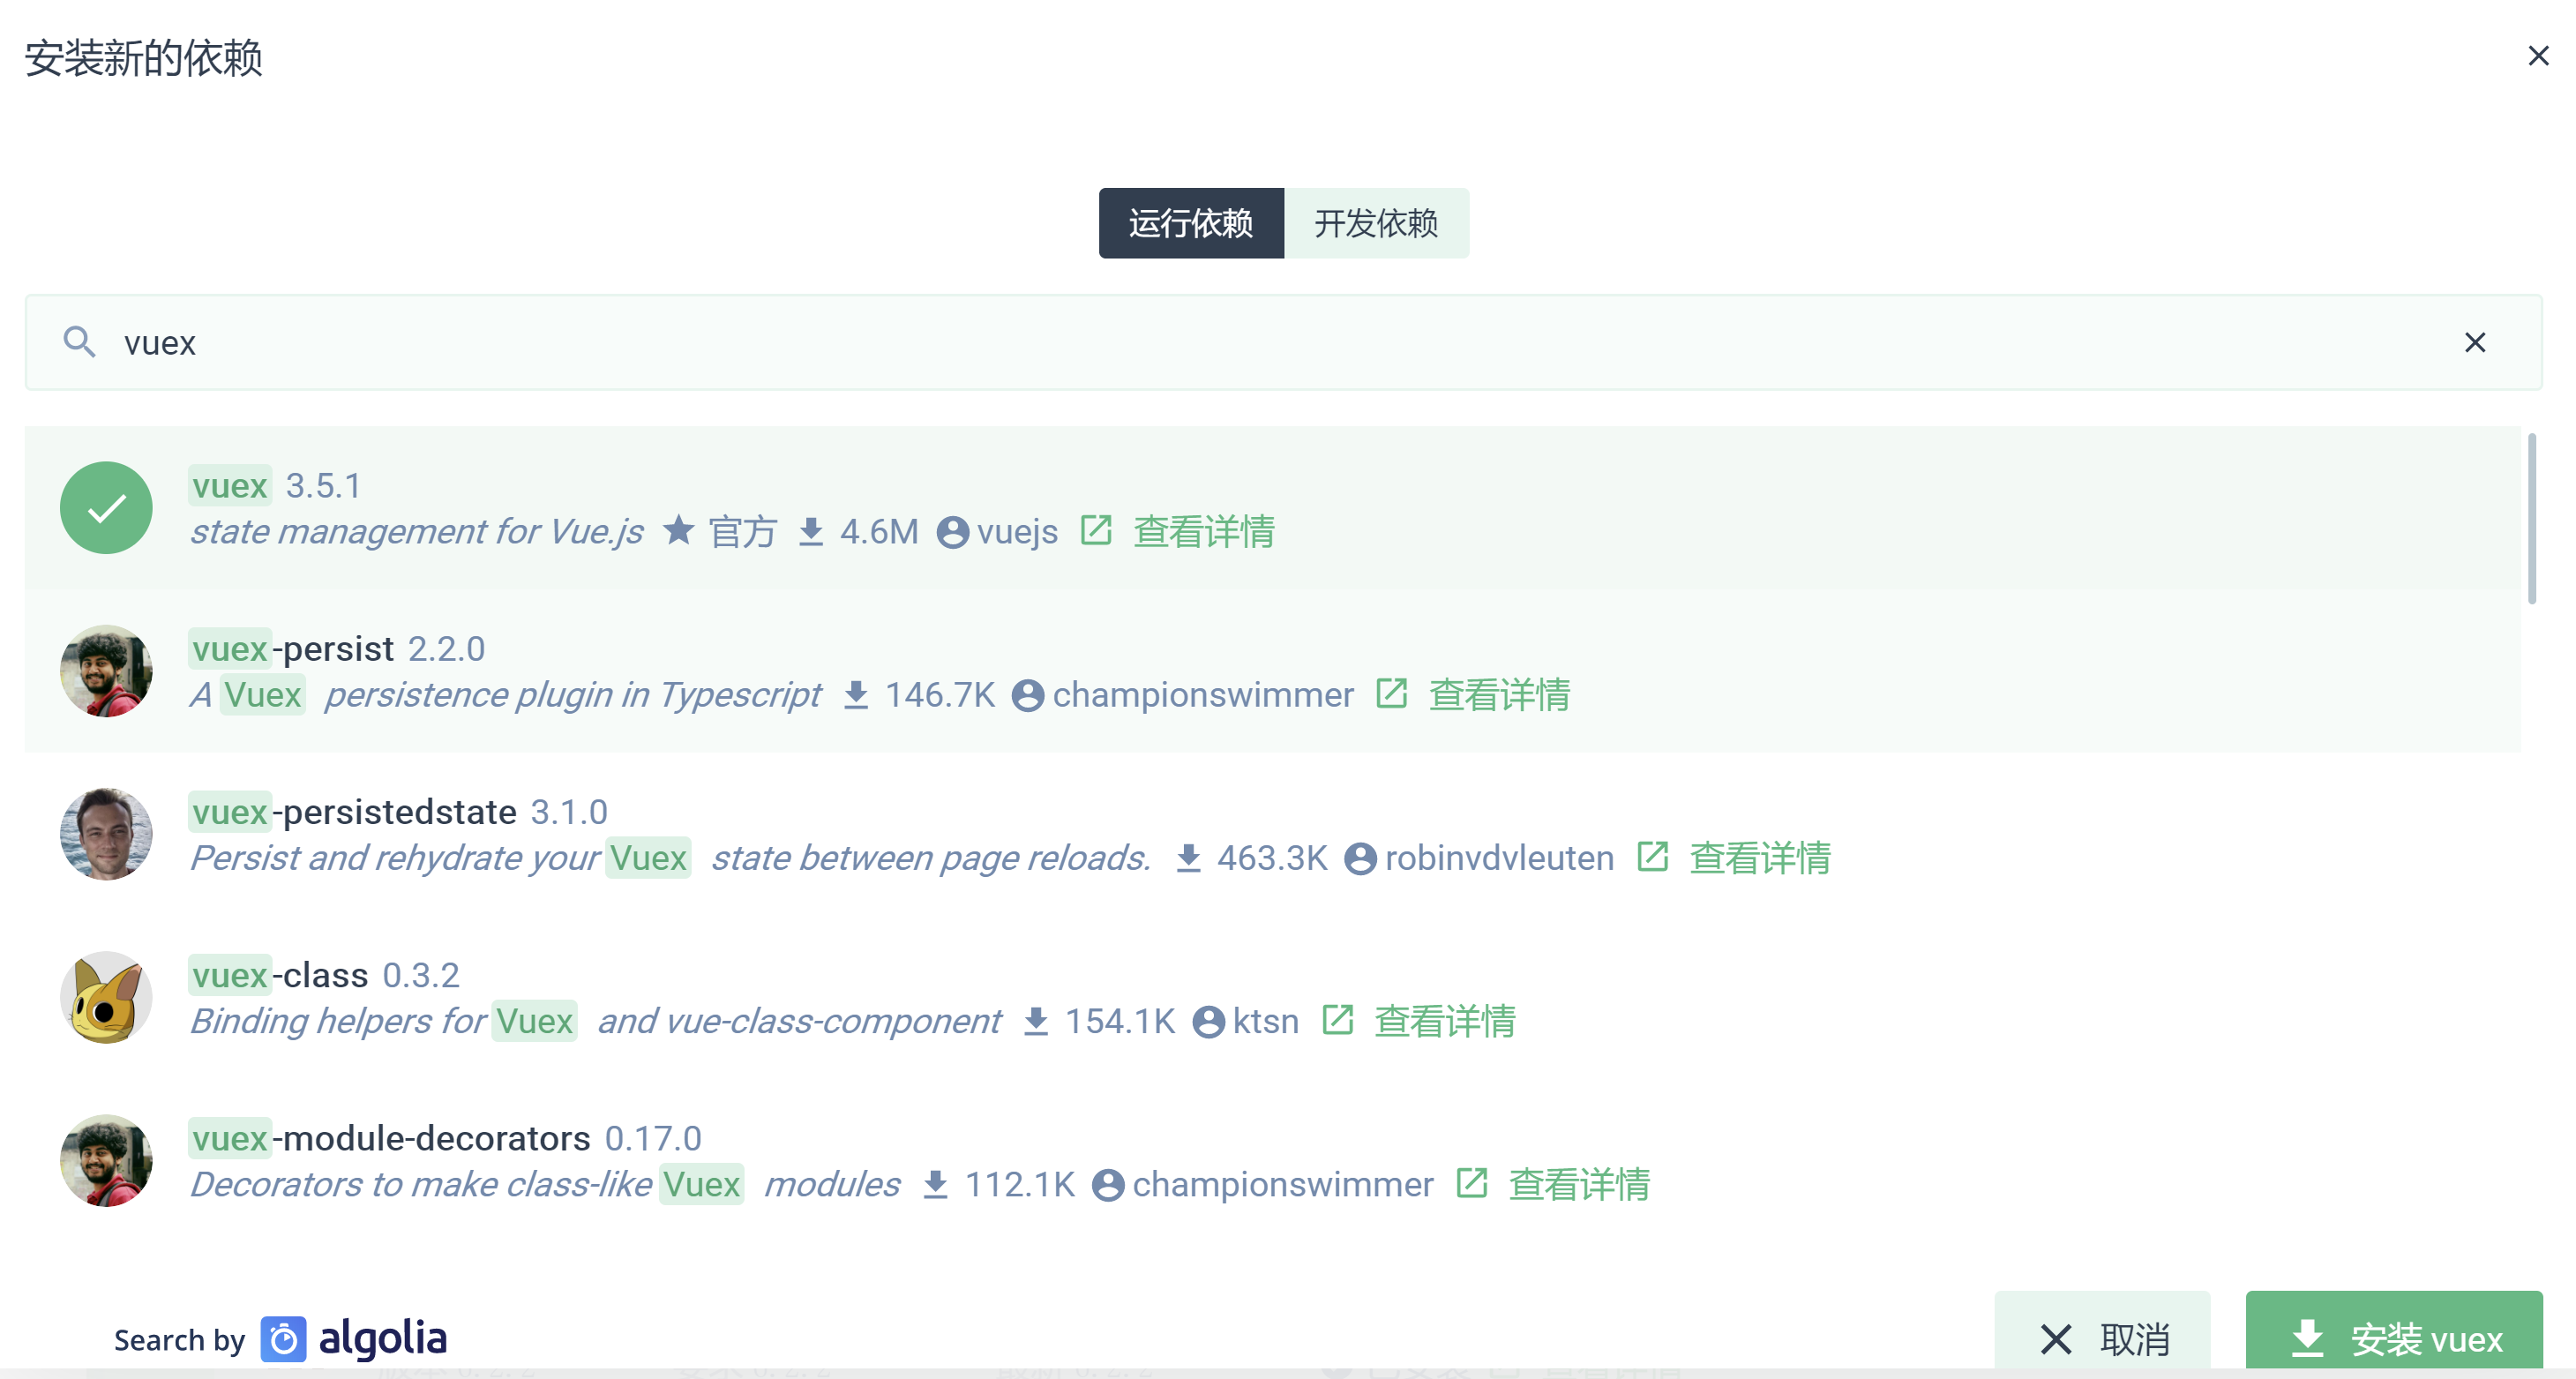 安装新的依赖
运行依赖 开发依赖
vuex
vuex 3.5.1
state management for Vue.js 官方 4.6M vuejs 查看详情
vuex-persist 2.2.0
A Vuex persistence plugin in Typescript 146.7K championswimmer 查看详情
vuex-persistedstate 3.1.0
Persist and rehydrate your Vuex state between page reloads. 463.3K robinvdvleuten 查看详情
vuex-class 0.3.2
Binding helpers for Vuex and vue-class-component 154.1K ktsn 查看详情
vuex-module-decorators 0.17.0
Decorators to make class-like Vuex modules 112.1K championswimmer 查看详情
Search by algolia 取消 安装 vuex